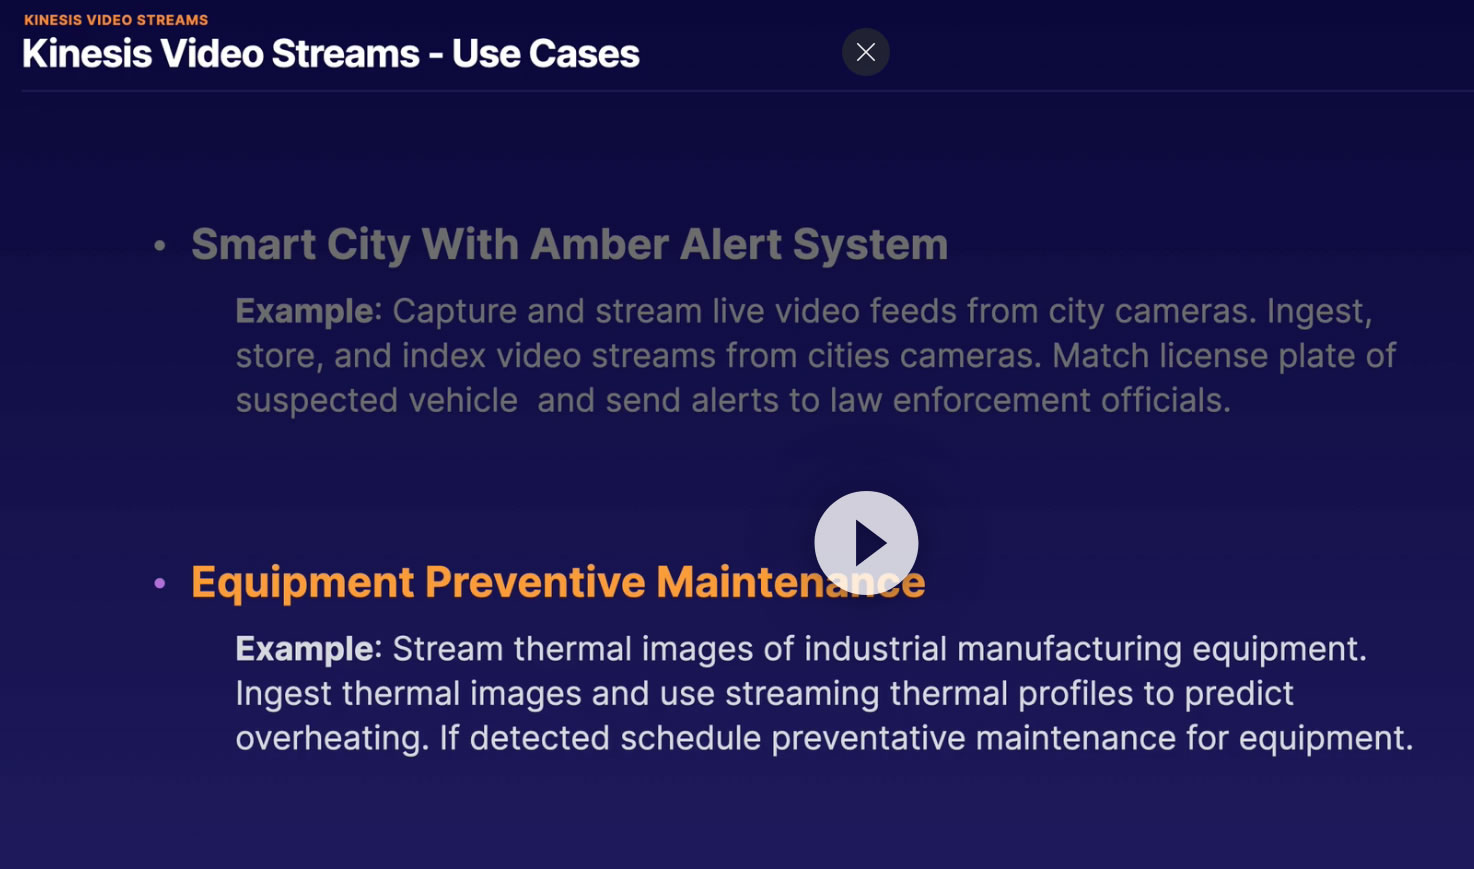 KINESIS VIDEO STREAMS
Kinesis Video Streams - Use Cases
• Smart City With Amber Alert System
Example: Capture and stream live video feeds from city cameras. Ingest,
store, and index video streams from cities cameras. Match license plate of
suspected vehicle  and send alerts to law enforcement officials.
• Equipment Preventive Maintenance
Example: Stream thermal images of industrial manufacturing equipment.
Ingest thermal images and use streaming thermal profiles to predict
overheating. If detected schedule preventative maintenance for equipment.